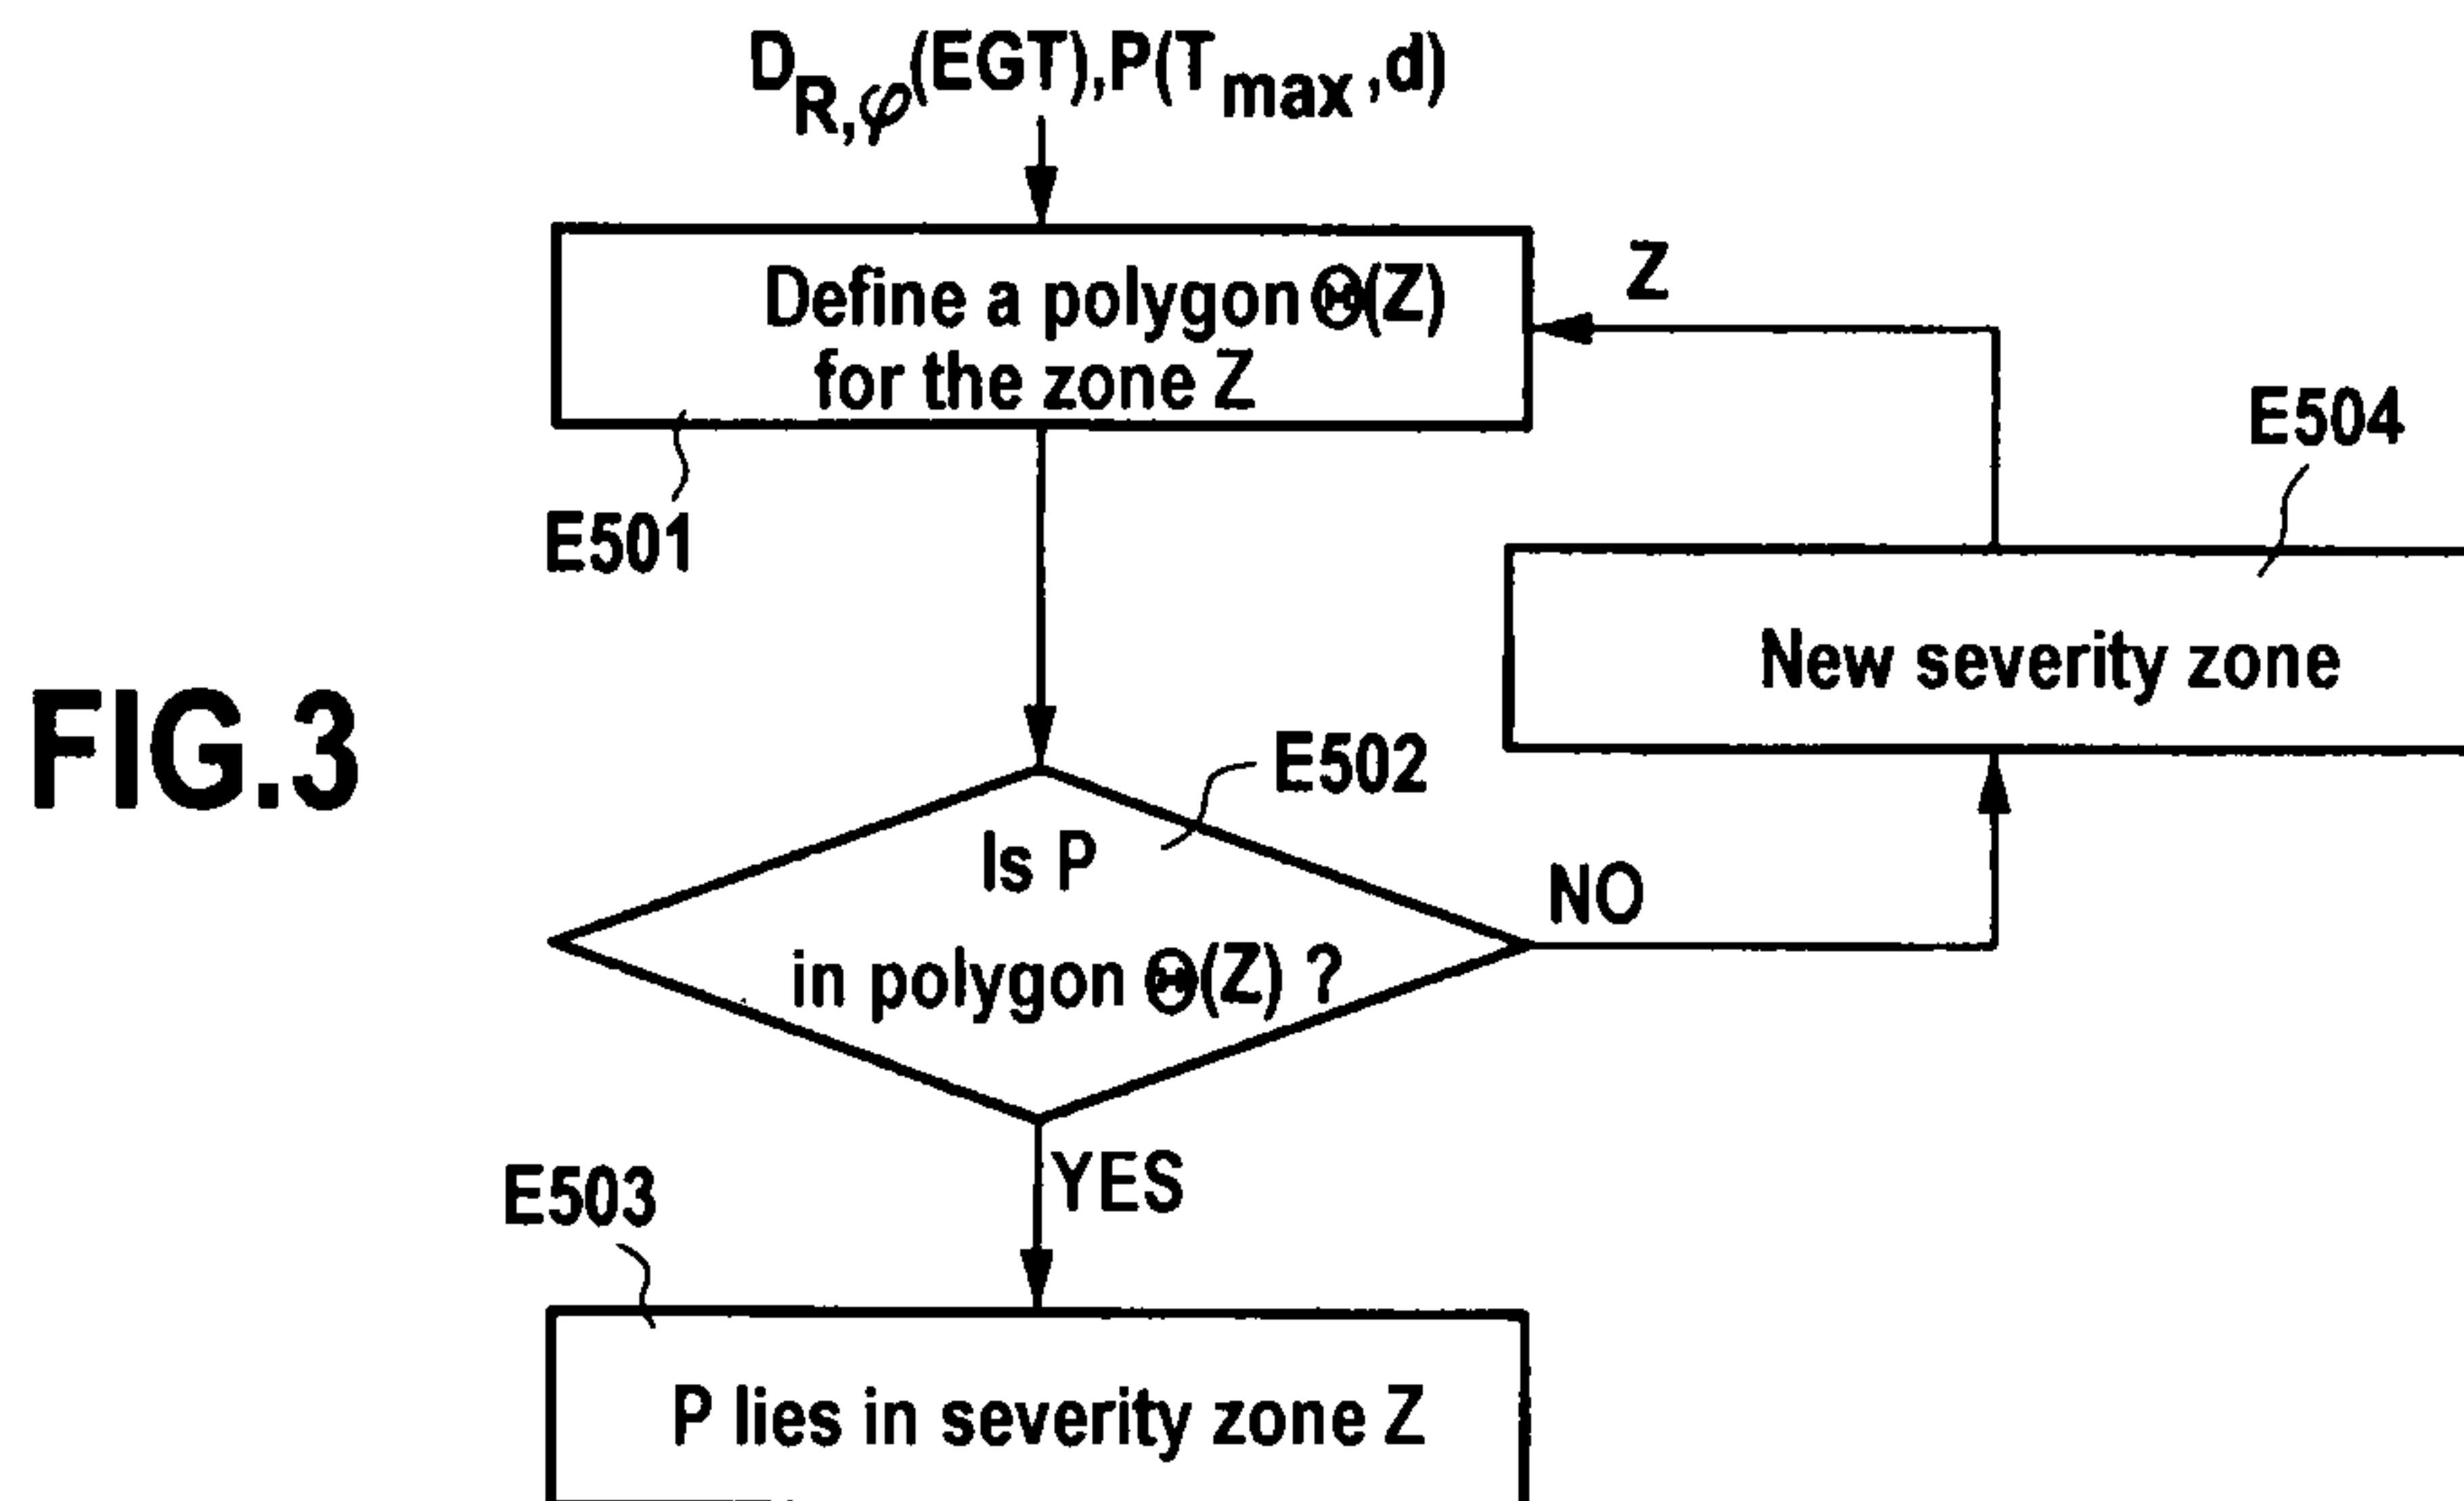 D R,φ (EGT),P(T max ,d)
Define a polygon Θ(Z)
for the zone Z
Z
E501
E504
New severity zone
FIG.3
E502
Is P
in polygon Θ(Z) ?
NO
YES
E503
P lies in severity zone Z